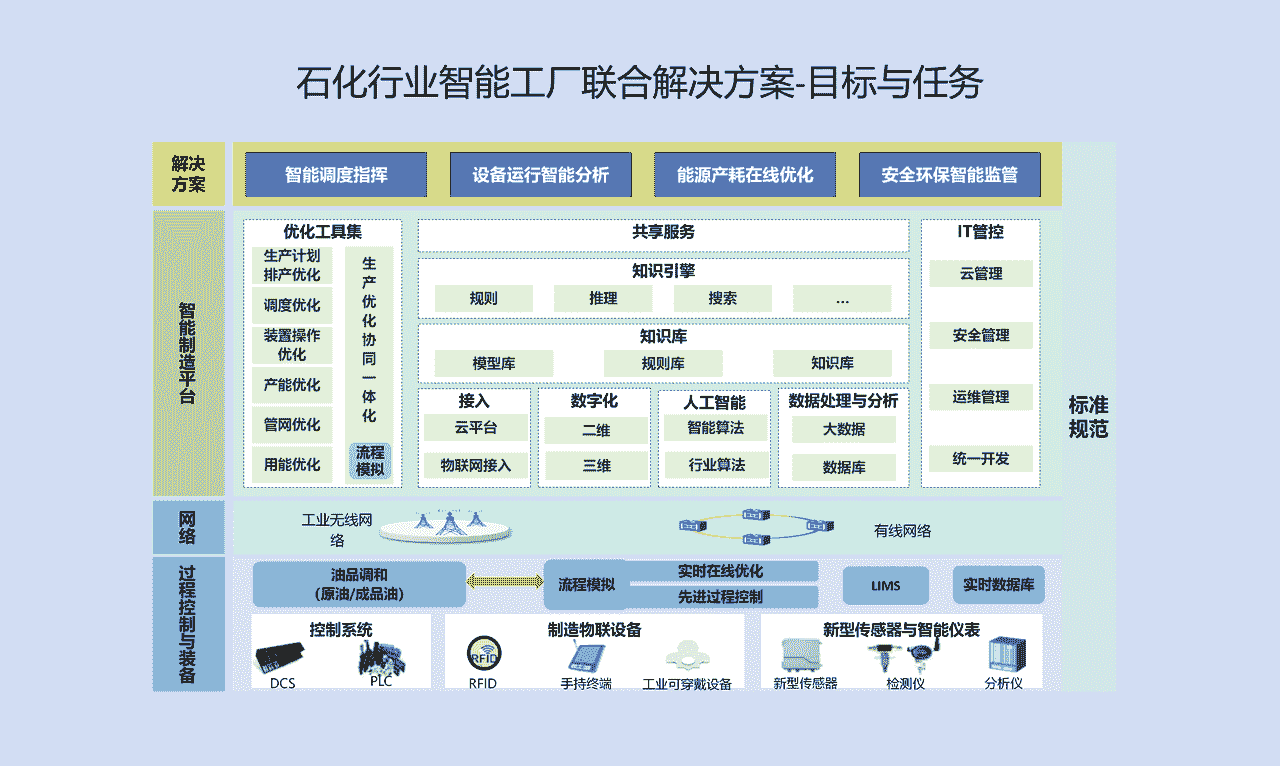 石化行业智能工厂联合解决方案-目标与任务
解决
方案
智能调度指挥
设备运行智能分析
能源产耗在线优化
安全环保智能监管
智能制造平台
优化工具集
生产计划
排产优化
调度优化
装置操作
优化
产能优化
管网优化
用能优化
生产优化协同一体化
流程
模拟
共享服务
知识引擎
规则
推理
搜索
...
知识库
模型库
规则库
知识库
接入
云平台
物联网接入
数字化
二维
三维
人工智能
智能算法
行业算法
数据处理与分析
大数据
数据库
IT管控
云管理
安全管理
运维管理
统一开发
标准
规范
网络
工业无线网
络
有线网络
过程控制与装备
油品调和
(原油/成品油)
流程模拟
实时在线优化
先进过程控制
LIMS
实时数据库
控制系统
DCS
PLC
制造物联设备
RFID
RFID
手持终端
工业可穿戴设备
新型传感器与智能仪表
新型传感器
检测仪
分析仪